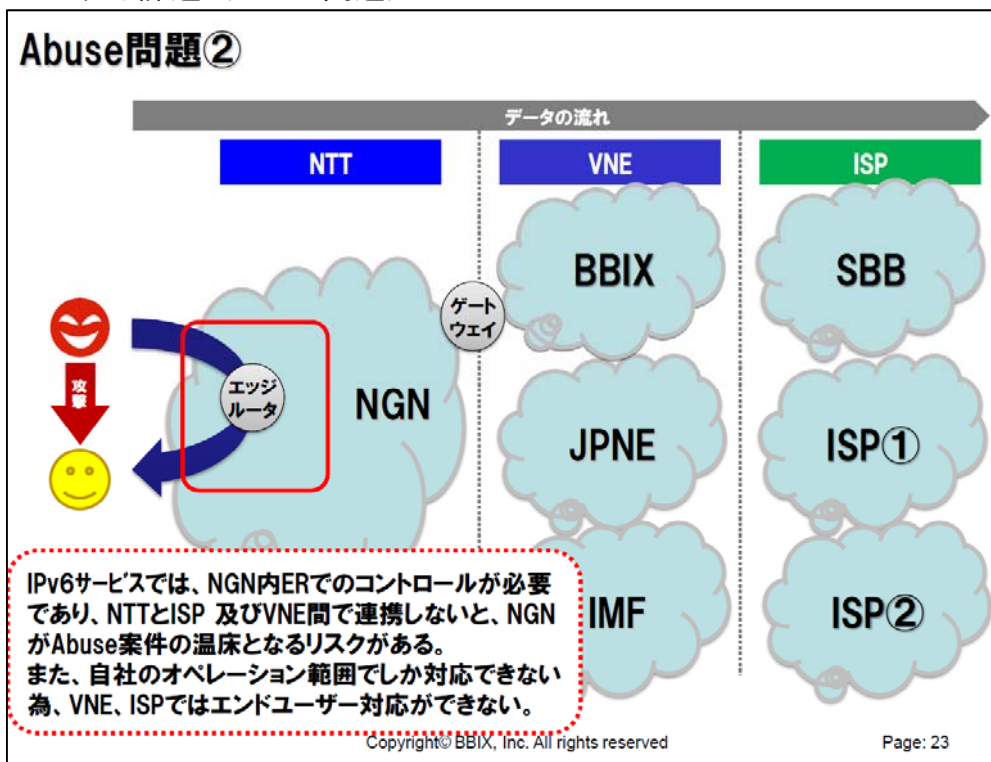 Abuse問題②
データの流れ
NTT
VNE
ISP
BBIX
SBB
ゲート
ウェイ
攻撃
エッジ
ルータ
NGN
JPNE
ISP①
IMF
ISP②
IPv6サービスでは、NGN内ERでのコントロールが必要
であり、NTTとISP 及びVNE間で連携しないと、NGN
がAbuse案件の温床となるリスクがある。
また、自社のオペレーション範囲でしか対応できない
為、VNE、ISPではエンドユーザー対応ができない。
Copyright© BBIX, Inc. All rights reserved
Page: 23